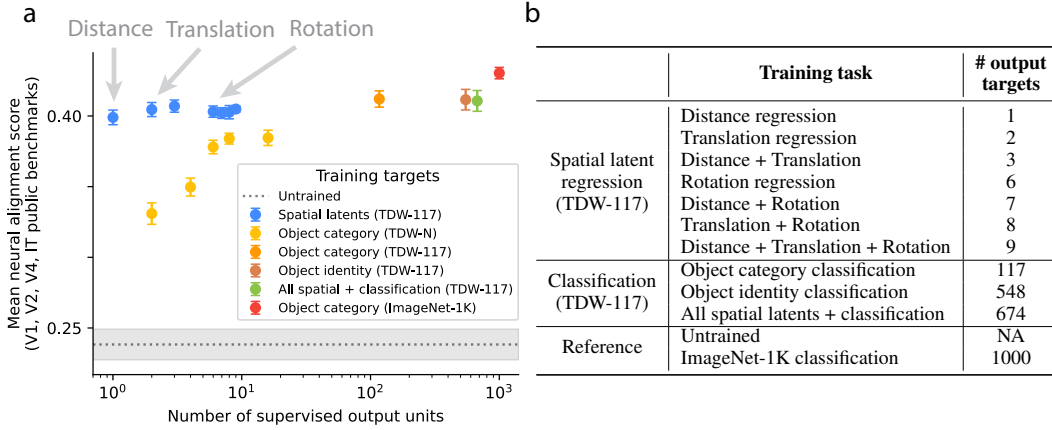 a
Distance
Translation
Rotation
Mean neural alignment score
(V1, V2, V4, IT public benchmarks)
0.40
0.25
Training targets
Untrained
Spatial latents (TDW-117)
Object category (TDW-N)
Object category (TDW-117)
Object identity (TDW-117)
All spatial + classification (TDW-117)
Object category (ImageNet-1K)
10⁰ 10¹ 10² 10³
Number of supervised output units
b
Training task # output targets
Spatial latent regression (TDW-117)
Distance regression 1
Translation regression 2
Distance + Translation 3
Rotation regression 6
Distance + Rotation 7
Translation + Rotation 8
Distance + Translation + Rotation 9
Classification (TDW-117)
Object category classification 117
Object identity classification 548
All spatial latents + classification 674
Reference
Untrained NA
ImageNet-1K classification 1000